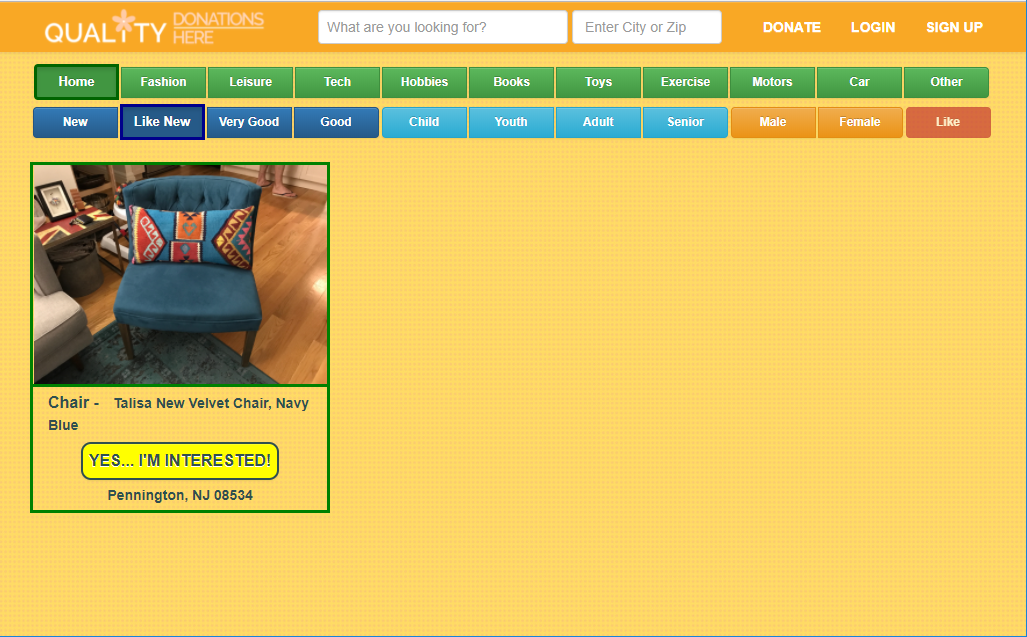 QUALITY DONATIONS HERE
What are you looking for?
Enter City or Zip
DONATE
LOGIN
SIGN UP
Home
Fashion
Leisure
Tech
Hobbies
Books
Toys
Exercise
Motors
Car
Other
New
Like New
Very Good
Good
Child
Youth
Adult
Senior
Male
Female
Like
Chair - Talisa New Velvet Chair, Navy
Blue
YES... I'M INTERESTED!
Pennington, NJ 08534